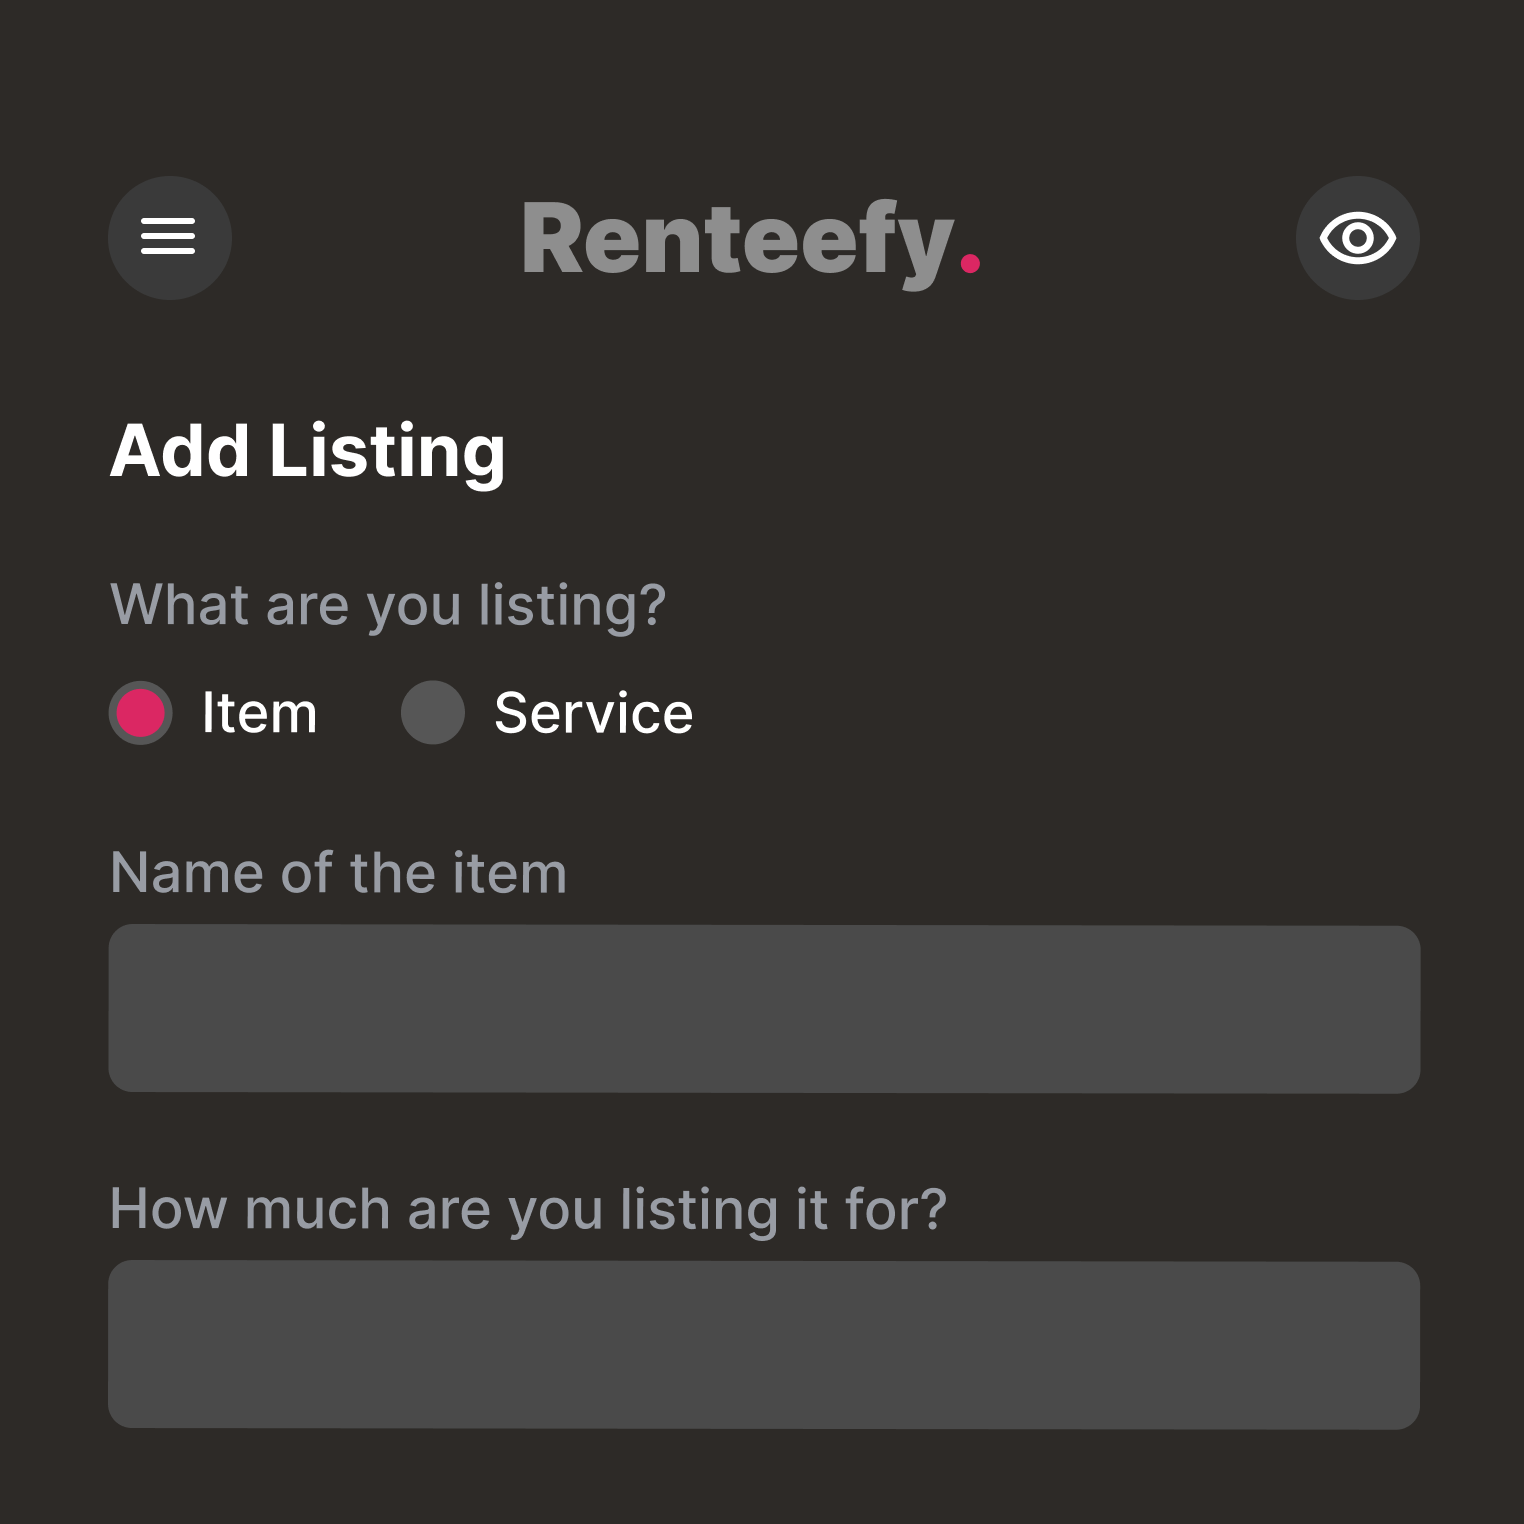 Renteefy.
Add Listing
What are you listing?
Item Service
Name of the item
How much are you listing it for?